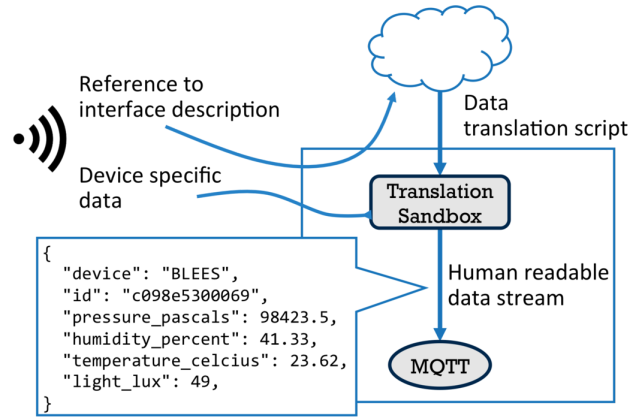 Reference to
interface description
Data
translation script
Device specific
data
Translation
Sandbox
{
"device": "BLEES",
"id": "c098e5300069",
"pressure_pascals": 98423.5,
"humidity_percent": 41.33,
"temperature_celcius": 23.62,
"light_lux": 49,
}
Human readable
data stream
MQTT